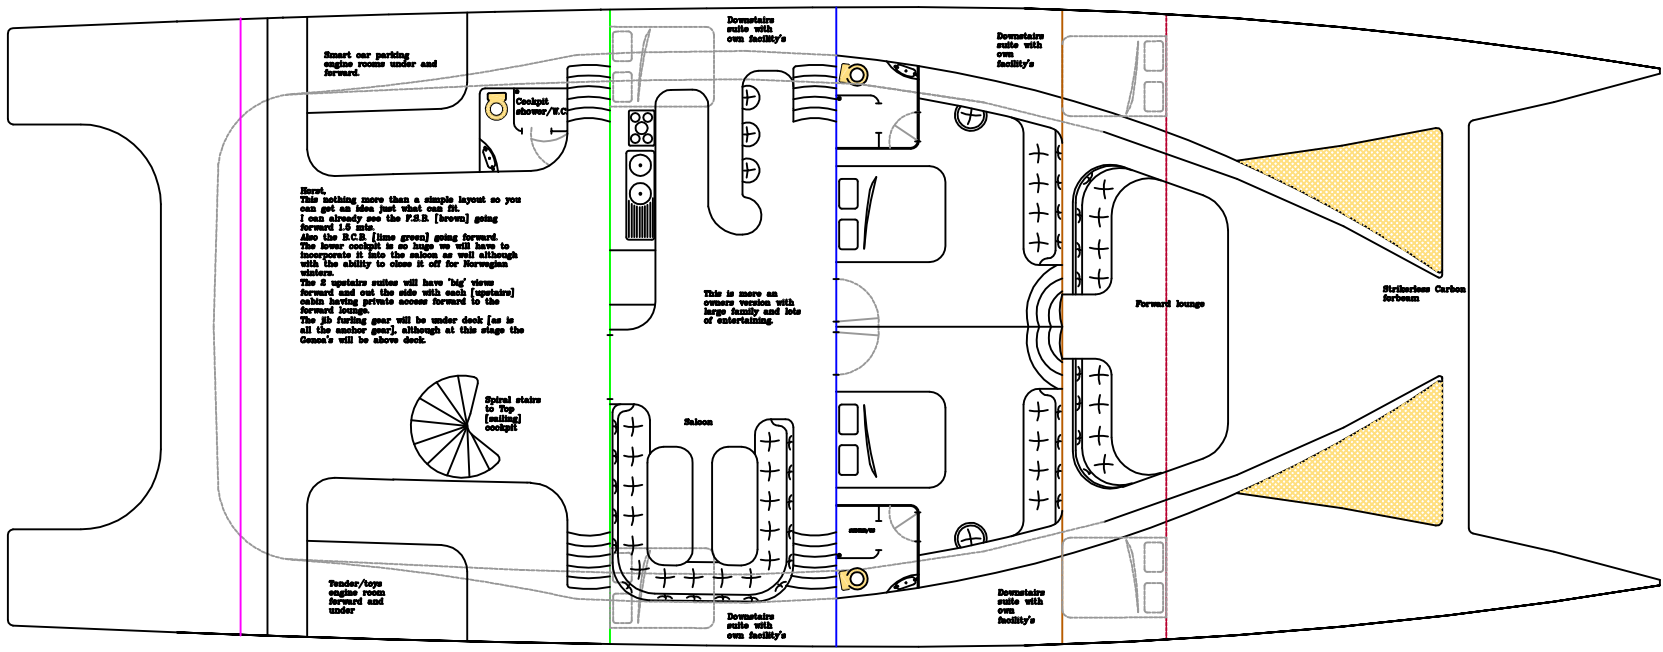 Downstairs
suite with
own facility's
Downstairs
suite with
own
facility's
Smart car parking
engine rooms under and
forward.
Cockpit
shower/W.C.
Horst,
This nothing more than a simple layout so you
can get an idea just what can fit.
I can already see the F.S.B. [brown] going
forward 1.5 mts.
Also the B.C.B. [lime green] going forward.
The lower cockpit is so huge we will have to
incorporate it into the saloon as well although
with the ability to close it off for Norwegian
winters.
The 2 upstairs suites will have 'big' views
forward and out the side with each [upstairs]
cabin having private access forward to the
forward lounge.
The jib furling gear will be under deck [as is
all the anchor gear], although at this stage the
Genoa's will be above deck.
This is more an
owners version with
large family and lots
of entertaining.
Forward lounge
Strikerless Carbon
forbeam
Spiral stairs
to Top
[sailing]
cockpit
Saloon
Tender/toys
engine room
forward and
under
Downstairs
suite with
own facility's
Downstairs
suite with
own
facility's